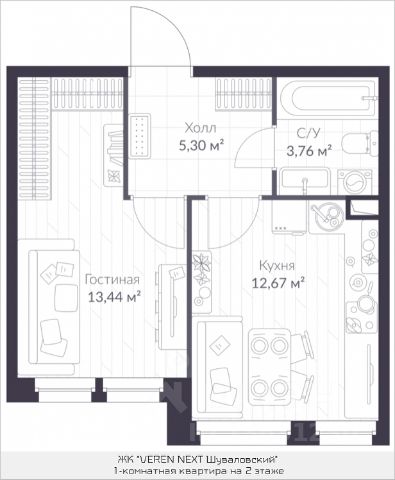 Холл
5,30 м²
С/У
3,76 м²
Гостиная
13,44 м²
Кухня
12,67 м²
ЖК "VEREN NEXT Шуваловский"
1-комнатная квартира на 2 этаже